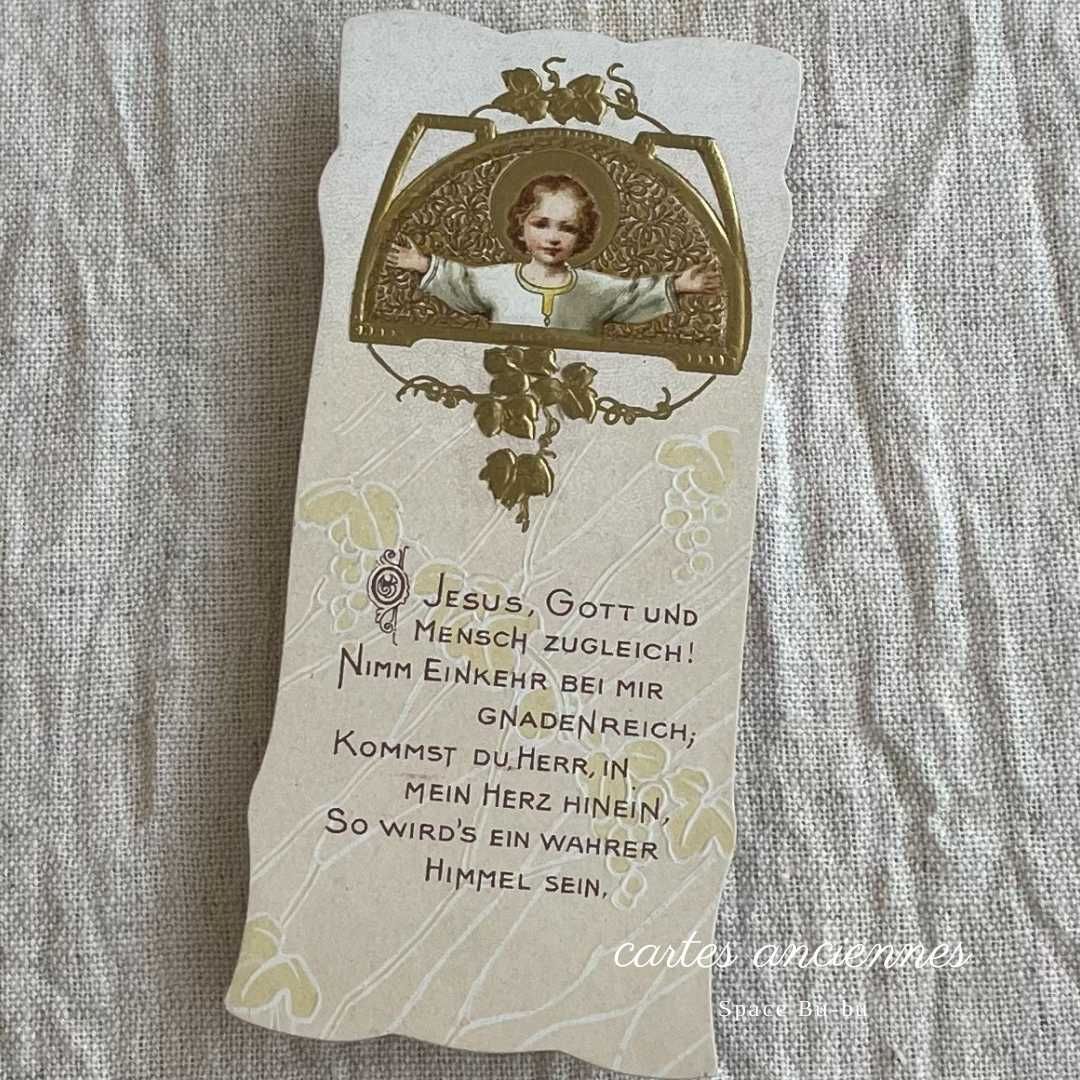 O JESUS, GOTT UND
MENSCH ZUGLEICH!
NIMM EINKEHR BEI MIR
GNADENREICH;
KOMMST DU, HERR, IN
MEIN HERZ HINEIN,
SO WIRD'S EIN WAHRER
HIMMEL SEIN.
cartes anciennes
Space Bu-bu